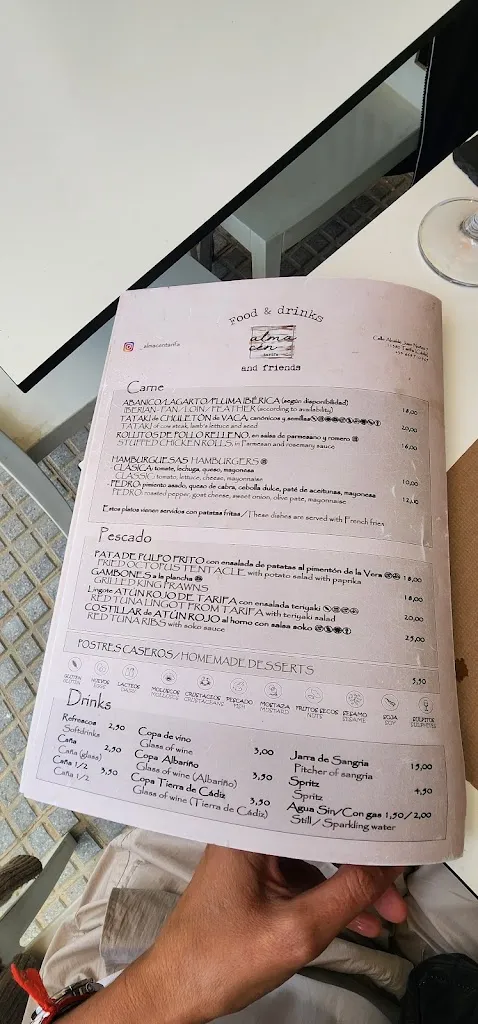 Food & drinks
almacentarifa
alma
cén
tarifa
and friends
Carne
ABANICO/LAGARTO/PLUMA IBÉRICA (según disponibilidad)
IBERIAN FAN / LOIN / FEATHER (according to availability) 18,00
TATAKI de CHULETÓN de VACA, canónicos y semillas
TATAKI of cow steak, lamb's lettuce and seed 20,00
ROLLITOS DE POLLO RELLENO, en salsa de parmesano y romero
STUFFED CHICKEN ROLLS, in Parmesan and rosemary sauce 16,00
HAMBURGUESAS HAMBURGERS
CLÁSICA: tomate, lechuga, queso, mayonesa
CLASSIC: tomato, lettuce, cheese, mayonnaise 10,00
PEDRO: pimiento asado, queso de cabra, cebolla dulce, paté de aceitunas, mayonesa
PEDRO: roasted pepper, goat cheese, sweet onion, olive pate, mayonnaise 12,00
Estos platos vienen servidos con patatas fritas / These dishes are served with French fries
Pescado
PATA DE PULPO FRITO con ensalada de patatas al pimentón de la Vera
FRIED OCTOPUS TENTACLE with potato salad with paprika 18,00
GAMBONES a la plancha
GRILLED KING PRAWNS 18,00
Lingote ATÚN ROJO DE TARIFA con ensalada teriyaki
RED TUNA LINGOT FROM TARIFA with teriyaki salad 20,00
COSTILLAR de ATÚN ROJO al horno con salsa soko
RED TUNA RIBS with soko sauce 25,00
POSTRES CASEROS / HOMEMADE DESSERTS 5,50
GLUTEN
GLUTEN
HUEVOS
EGGS
LACTEOS
DAIRY
MOLUSCOS
CRUSTACEOS
CRUSTACEANS
PESCADO
FISH
MOSTAZA
MUSTARD
FRUTOS SECOS
NUTS
SESAMO
SESAME
SOJA
SOY
SULFITOS
SULPHITES
Drinks
Refrescos 2,50
Softdrinks
Caña 2,50
Caña (glass)
Caña 1/2 3,50
Caña 1/2
Copa de vino 3,00
Glass of wine
Copa Albariño 3,50
Glass of wine (Albariño)
Copa Tierra de Cádiz 3,50
Glass of wine (Tierra de Cádiz)
Jarra de Sangria 15,00
Pitcher of sangria
Spritz 4,50
Spritz
Agua Sin/Con gas 1,50 / 2,00
Still / Sparkling water